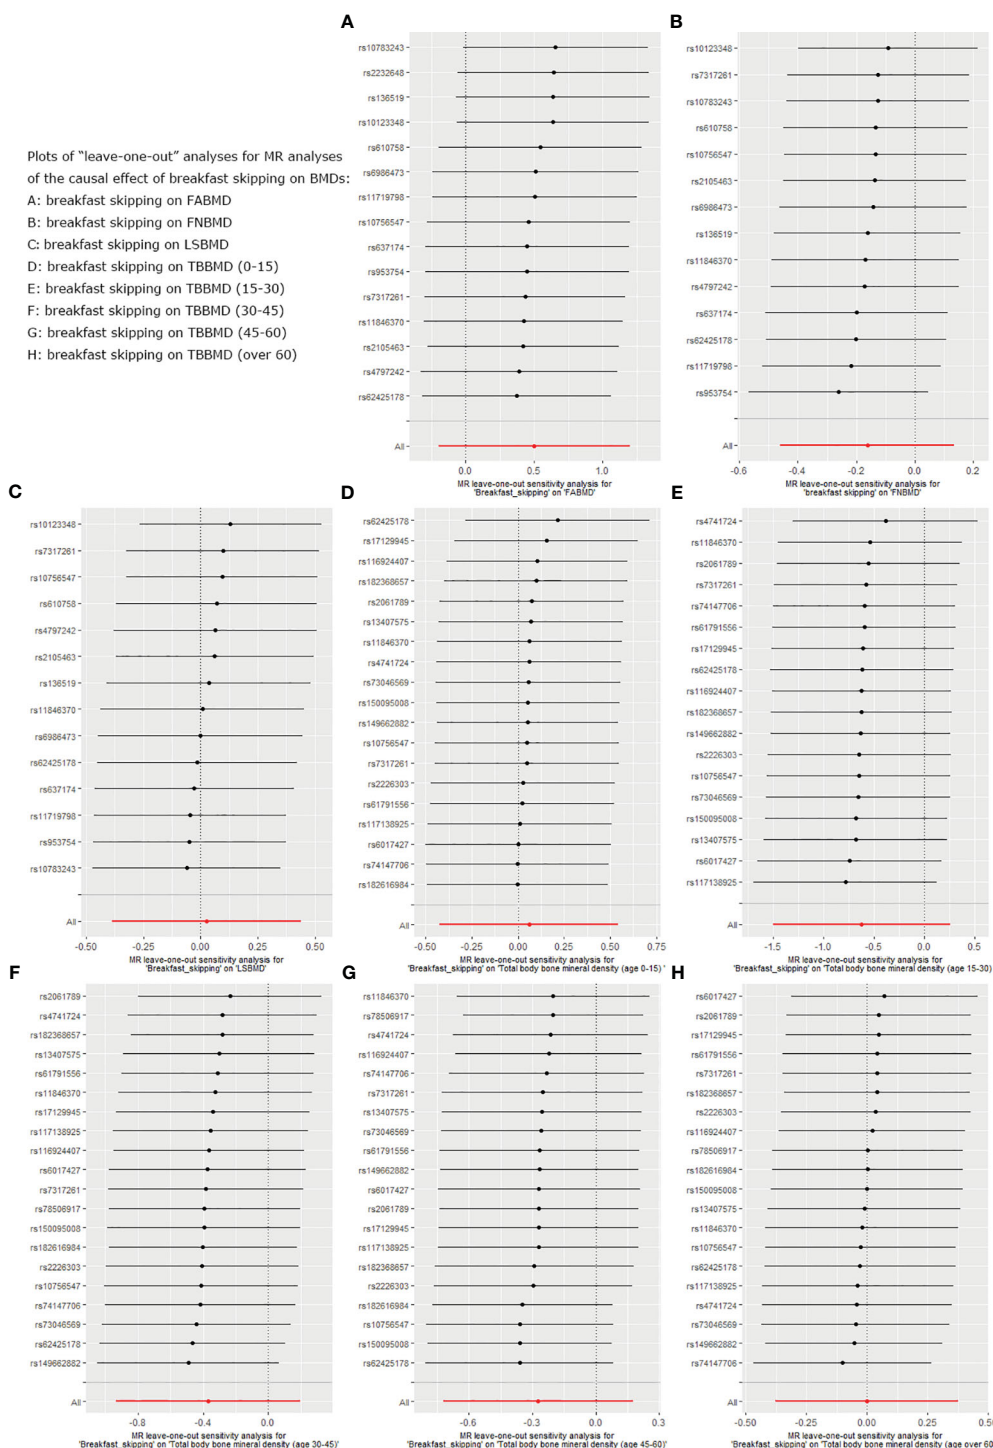 Plots of “leave-one-out” analyses for MR analyses
of the causal effect of breakfast skipping on BMDs:
A: breakfast skipping on FABMD
B: breakfast skipping on FNBMD
C: breakfast skipping on LSBMD
D: breakfast skipping on TBBMD (0-15)
E: breakfast skipping on TBBMD (15-30)
F: breakfast skipping on TBBMD (30-45)
G: breakfast skipping on TBBMD (45-60)
H: breakfast skipping on TBBMD (over 60)
A
rs10783243
rs2232648
rs136519
rs10123348
rs610758
rs6986473
rs11719798
rs10756547
rs637174
rs953754
rs7317261
rs11846370
rs2105463
rs4797242
rs62425178
All
0.0 0.5 1.0
MR leave-one-out sensitivity analysis for
'Breakfast_skipping' on 'FABMD'
B
rs10123348
rs7317261
rs10783243
rs610758
rs10756547
rs2105463
rs6986473
rs136519
rs11846370
rs4797242
rs637174
rs62425178
rs11719798
rs953754
All
-0.6 -0.4 -0.2 0.0 0.2
MR leave-one-out sensitivity analysis for
'breakfast skipping' on 'FNBMD'
C
rs10123348
rs7317261
rs10756547
rs610758
rs4797242
rs2105463
rs136519
rs11846370
rs6986473
rs62425178
rs637174
rs11719798
rs953754
rs10783243
All
-0.50 -0.25 0.00 0.25 0.50
MR leave-one-out sensitivity analysis for
'Breakfast_skipping' on 'LSBMD'
D
rs62425178
rs17129945
rs116924407
rs182368657
rs2061789
rs13407575
rs11846370
rs4741724
rs73046569
rs150095008
rs149662882
rs10756547
rs7317261
rs2226303
rs61791556
rs117138925
rs6017427
rs74147706
rs182616984
All
-0.50 -0.25 0.00 0.25 0.50 0.75
MR leave-one-out sensitivity analysis for
'Breakfast_skipping' on 'Total body bone mineral density (age 0-15) '
E
rs4741724
rs11846370
rs2061789
rs7317261
rs74147706
rs61791556
rs17129945
rs62425178
rs116924407
rs182368657
rs149662882
rs2226303
rs10756547
rs73046569
rs150095008
rs13407575
rs6017427
rs117138925
All
-1.5 -1.0 -0.5 0.0
MR leave-one-out sensitivity analysis for
'Breakfast_skipping' on 'Total body bone mineral density (age 15-30)
F
rs2061789
rs4741724
rs182368657
rs13407575
rs61791556
rs11846370
rs17129945
rs117138925
rs116924407
rs6017427
rs7317261
rs78506917
rs150095008
rs182616984
rs2226303
rs10756547
rs74147706
rs73046569
rs62425178
rs149662882
All
-0.8 -0.4 0.0
MR leave-one-out sensitivity analysis for
'Breakfast_skipping' on 'Total body bone mineral density (age 30-45)'
G
rs11846370
rs78506917
rs4741724
rs116924407
rs74147706
rs7317261
rs13407575
rs73046569
rs61791556
rs149662882
rs6017427
rs2061789
rs17129945
rs117138925
rs182368657
rs2226303
rs182616984
rs10756547
rs150095008
rs62425178
All
-0.6 -0.3 0.0 0.3
MR leave-one-out sensitivity analysis for
'Breakfast_skipping' on 'Total body bone mineral density (age 45-60)'
H
rs6017427
rs2061789
rs17129945
rs61791556
rs7317261
rs182368657
rs2226303
rs116924407
rs78506917
rs182616984
rs150095008
rs13407575
rs11846370
rs10756547
rs62425178
rs117138925
rs4741724
rs73046569
rs149662882
rs74147706
All
-0.50 -0.25 0.00 0.25 0.50
MR leave-one-out sensitivity analysis for
'Breakfast_skipping' on 'Total body bone mineral density (age over 60